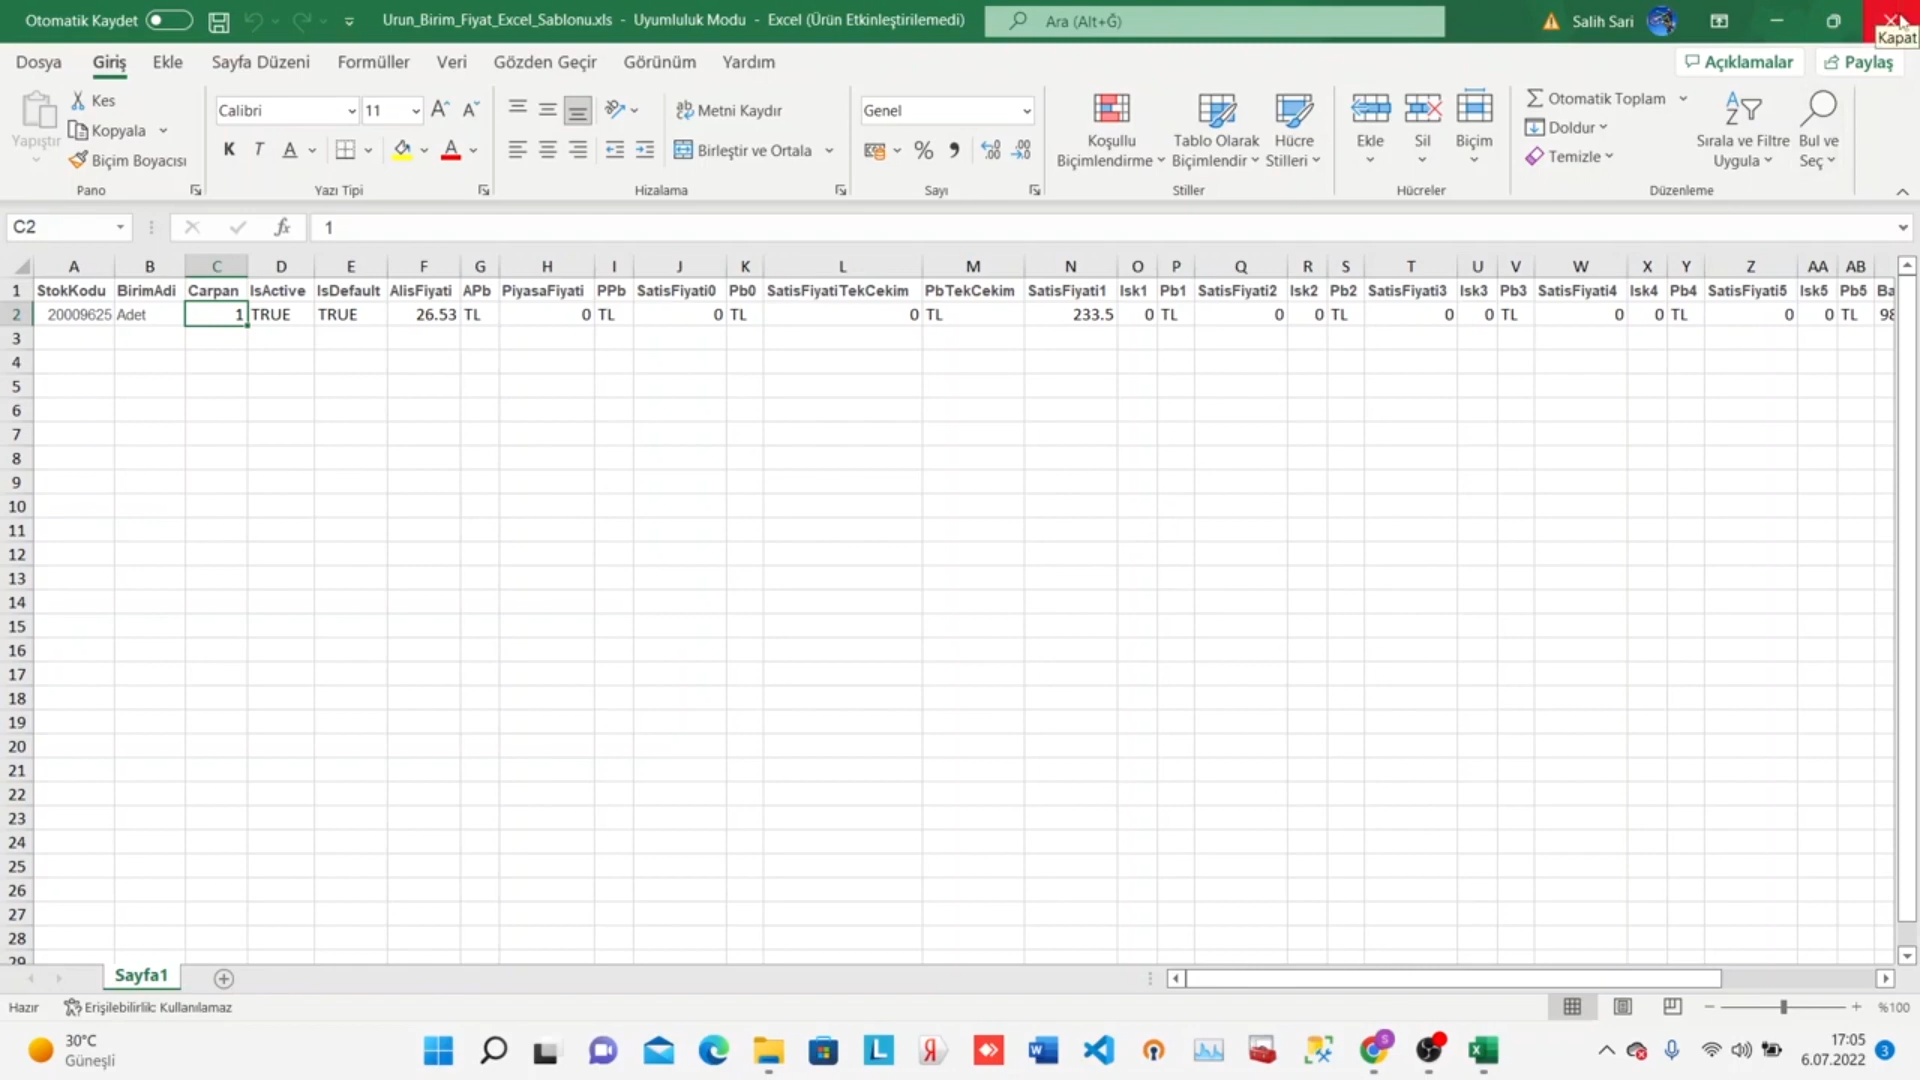 Otomatik Kaydet
Urun_Birim_Fiyat_Excel_Sablonu.xls - Uyumluluk Modu - Excel (Ürün Etkinleştirilemedi)
Ara (Alt+Ğ)
Salih Sari
Kapat
Dosya Giriş Ekle Sayfa Düzeni Formüller Veri Gözden Geçir Görünüm Yardım
Açıklamalar Paylaş
Yapıştır
Kes
Kopyala
Biçim Boyacısı
Pano
Calibri 11
K T A
Yazı Tipi
Metni Kaydır
Birleştir ve Ortala
Hizalama
Genel
Sayı
Koşullu Biçimlendirme
Tablo Olarak Biçimlendir
Hücre Stilleri
Stiller
Ekle
Sil
Biçim
Hücreler
Otomatik Toplam
Doldur
Temizle
Sırala ve Filtre Uygula
Bul ve Seç
Düzenleme
C2 fx 1
A B C D E F G H I J K L M N O P Q R S T U V W X Y Z AA AB
1 StokKodu BirimAdi Carpan IsActive IsDefault AlisFiyati APb PiyasaFiyati PPb SatisFiyati0 Pb0 SatisFiyatiTekCekim PbTekCekim SatisFiyati1 Isk1 Pb1 SatisFiyati2 Isk2 Pb2 SatisFiyati3 Isk3 Pb3 SatisFiyati4 Isk4 Pb4 SatisFiyati5 Isk5 Pb5 Ba
2 20009625 Adet 1 TRUE TRUE 26.53 TL 0 TL 0 TL 0 TL 233.5 0 TL 0 0 TL 0 0 TL 0 0 TL 0 0 TL 98
3
4
5
6
7
8
9
10
11
12
13
14
15
16
17
18
19
20
21
22
23
24
25
26
27
28
29
Sayfa1
Hazır
Erişilebilirlik: Kullanılamaz
%100
30°C
Güneşli
17:05
6.07.2022
3